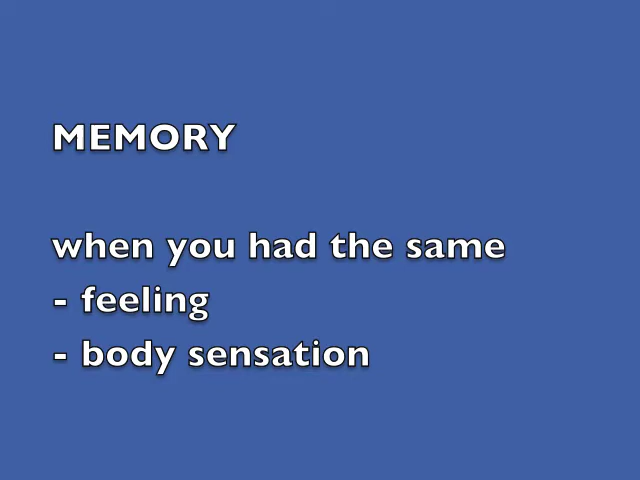 MEMORY
when you had the same
- feeling
- body sensation